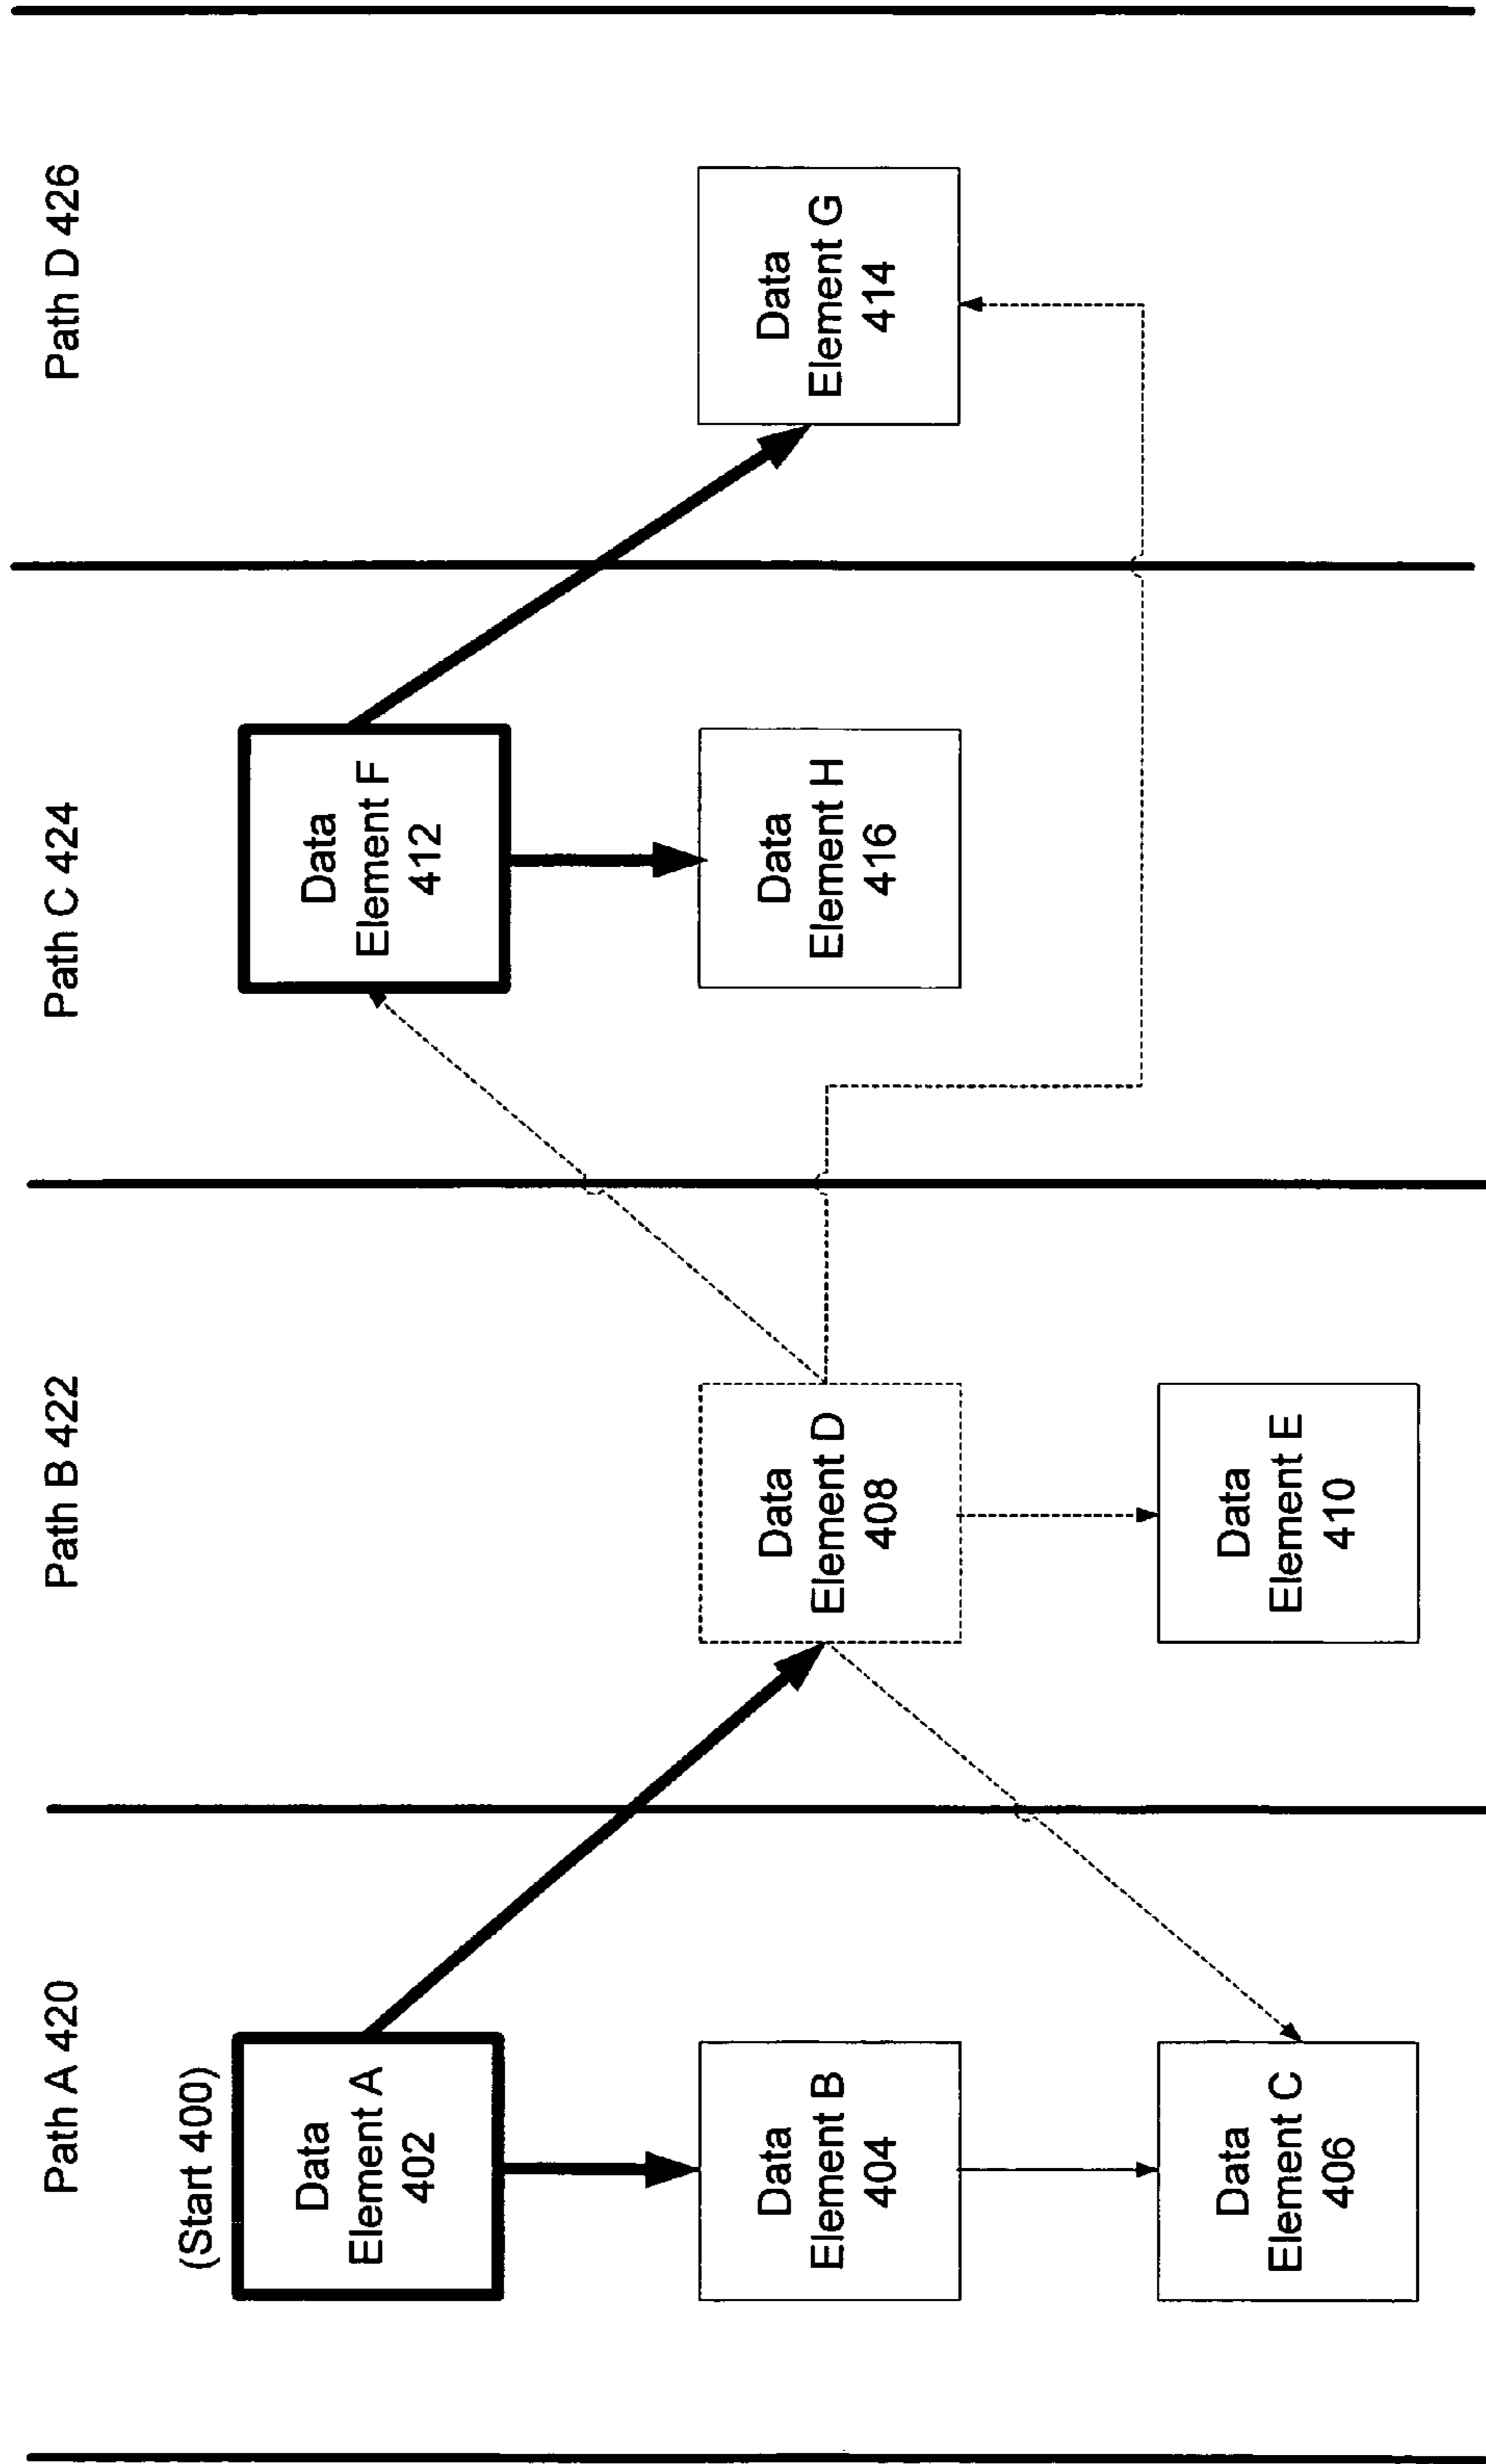 Path A 420
(Start 400)
Data
Element A
402
Data
Element B
404
Data
Element C
406
Path B 422
Data
Element D
408
Data
Element E
410
Path C 424
Data
Element F
412
Data
Element H
416
Path D 426
Data
Element G
414